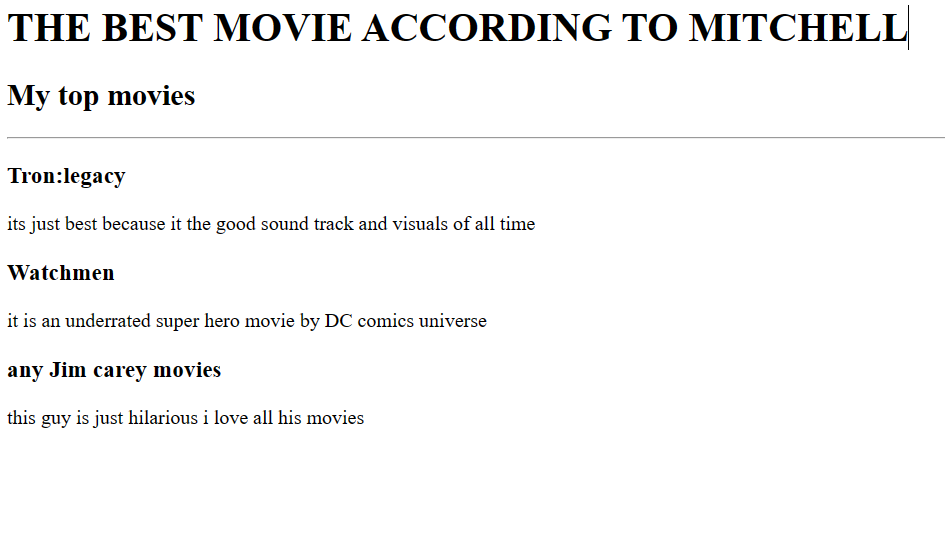 THE BEST MOVIE ACCORDING TO MITCHELL
My top movies
Tron:legacy
its just best because it the good sound track and visuals of all time
Watchmen
it is an underrated super hero movie by DC comics universe
any Jim carey movies
this guy is just hilarious i love all his movies